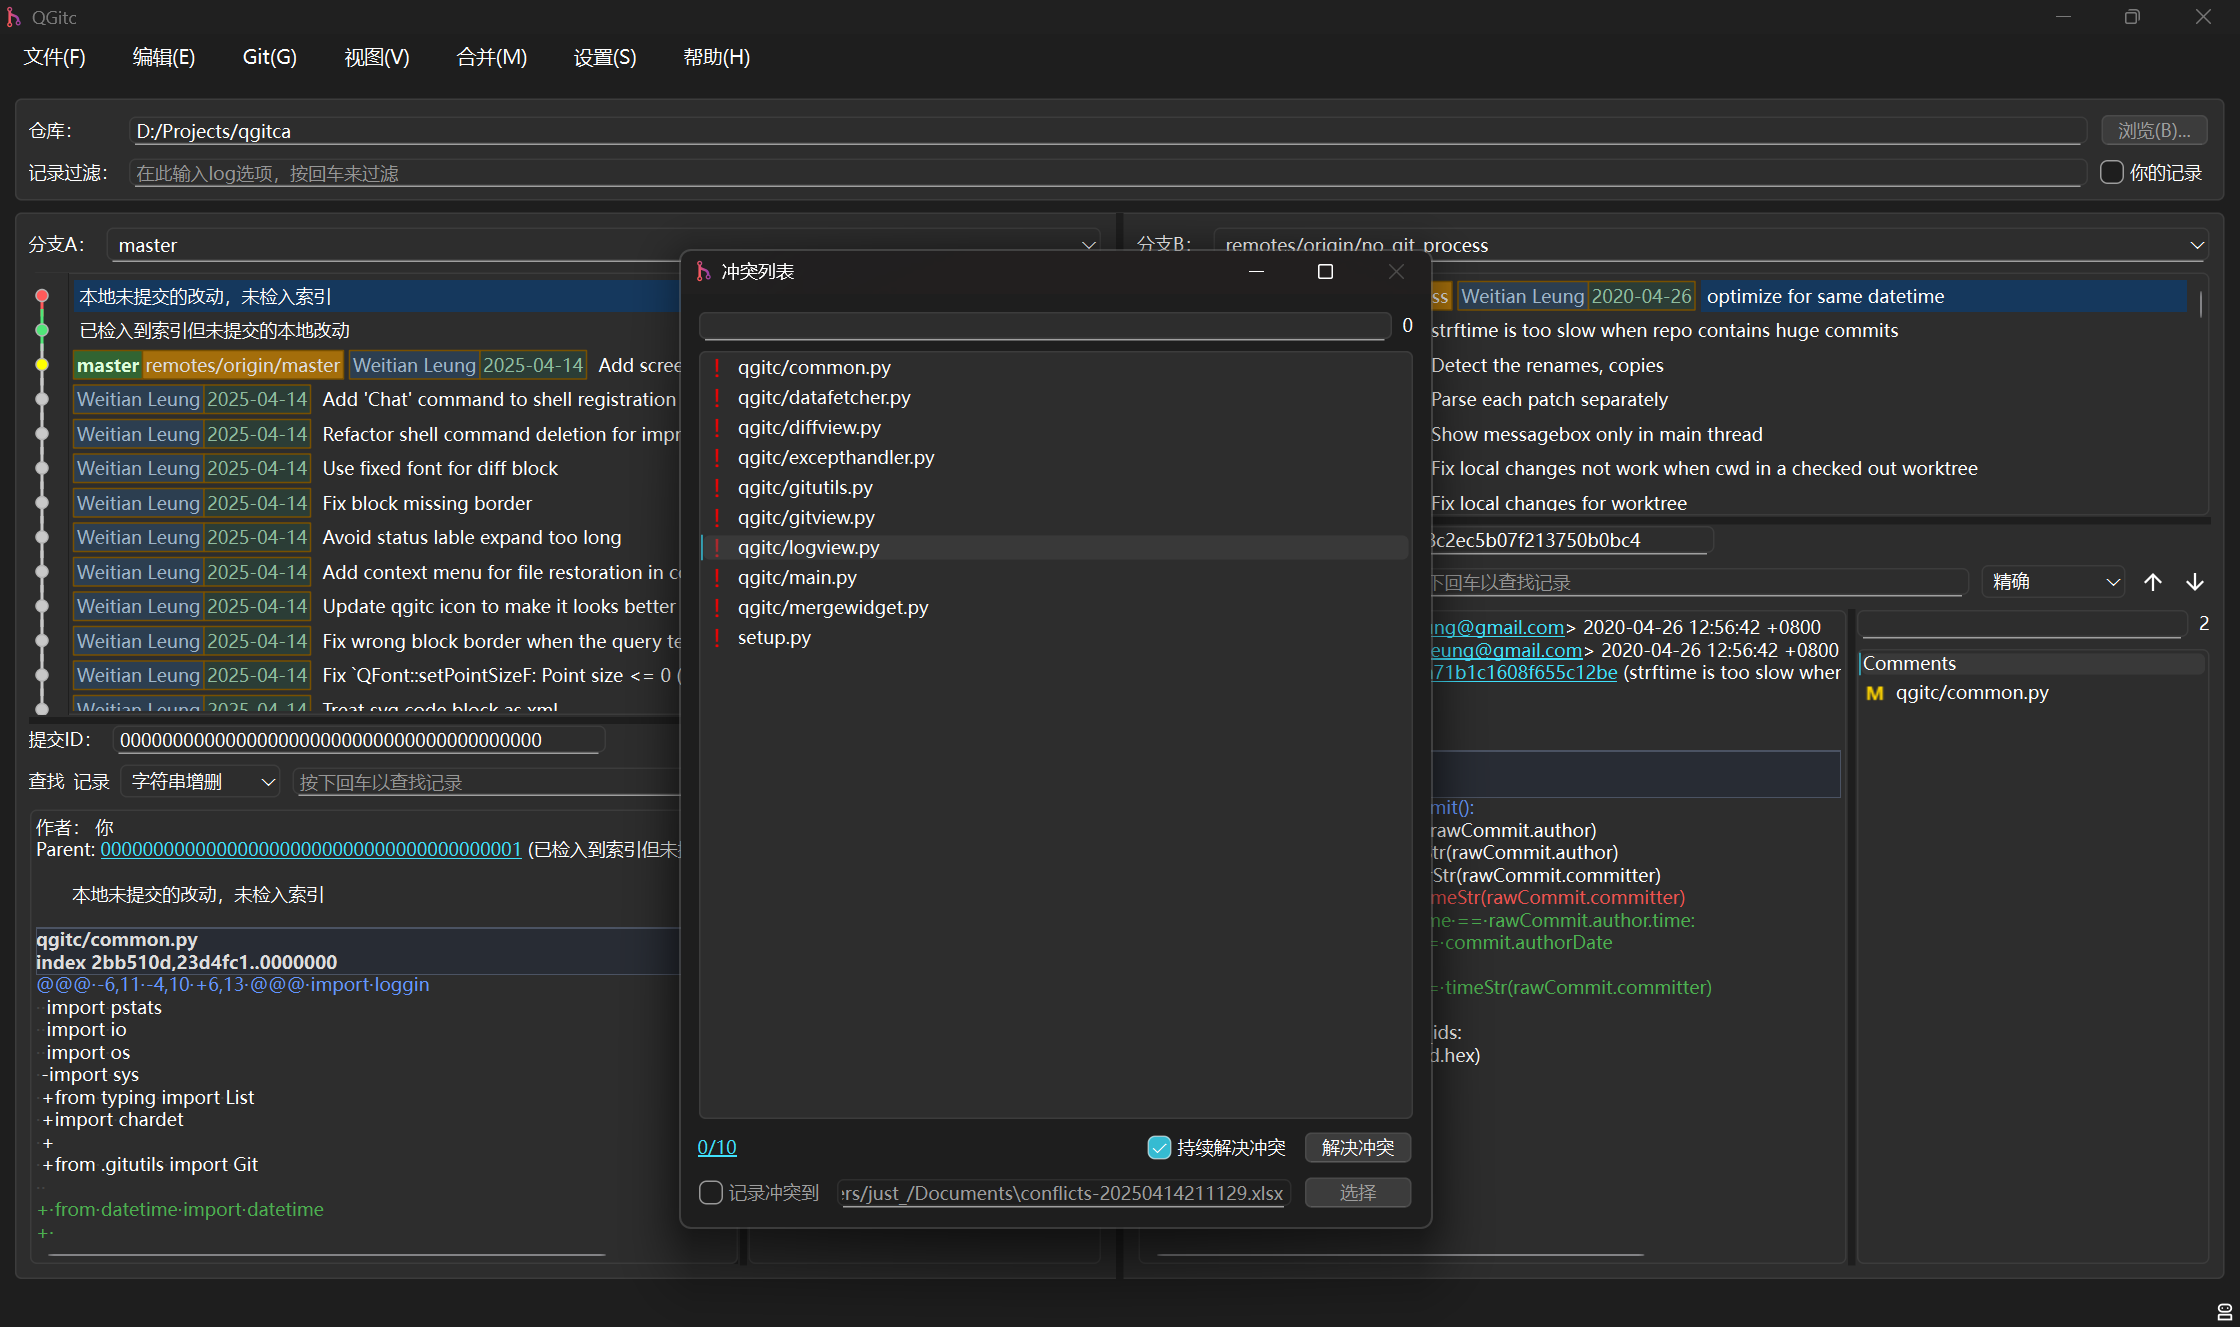 QGitc
文件(F) 编辑(E) Git(G) 视图(V) 合并(M) 设置(S) 帮助(H)
仓库: D:/Projects/qgitca 浏览(B)...
记录过滤: 在此输入log选项，按回车来过滤 你的记录
分支A: master
本地未提交的改动，未检入索引
已检入到索引但未提交的本地改动
master remotes/origin/master Weitian Leung 2025-04-14 Add scree
Weitian Leung 2025-04-14 Add 'Chat' command to shell registration
Weitian Leung 2025-04-14 Refactor shell command deletion for impr
Weitian Leung 2025-04-14 Use fixed font for diff block
Weitian Leung 2025-04-14 Fix block missing border
Weitian Leung 2025-04-14 Avoid status lable expand too long
Weitian Leung 2025-04-14 Add context menu for file restoration in c
Weitian Leung 2025-04-14 Update qgitc icon to make it looks better
Weitian Leung 2025-04-14 Fix wrong block border when the query te
Weitian Leung 2025-04-14 Fix `QFont::setPointSizeF: Point size <= 0 (
Weitian Leung 2025-04-14 Treat svg code block as xml
提交ID: 0000000000000000000000000000000000000000
查找 记录 字符串增删 按下回车以查找记录
作者: 你
Parent: 0000000000000000000000000000000000000001 (已检入到索引但未
本地未提交的改动，未检入索引
qgitc/common.py
index 2bb510d,23d4fc1..0000000
@@@·-6,11·-4,10·+6,13·@@@·import·loggin
import pstats
import io
import os
-import sys
+from typing import List
+import chardet
+
+from .gitutils import Git
+·from·datetime·import·datetime
+·
冲突列表
0
qgitc/common.py
qgitc/datafetcher.py
qgitc/diffview.py
qgitc/excepthandler.py
qgitc/gitutils.py
qgitc/gitview.py
qgitc/logview.py
qgitc/main.py
qgitc/mergewidget.py
setup.py
0/10 持续解决冲突 解决冲突
记录冲突到 ers/just_/Documents\conflicts-20250414211129.xlsx 选择
分支B: remotes/origin/no_git_process
ss Weitian Leung 2020-04-26 optimize for same datetime
strftime is too slow when repo contains huge commits
Detect the renames, copies
Parse each patch separately
Show messagebox only in main thread
Fix local changes not work when cwd in a checked out worktree
Fix local changes for worktree
3c2ec5b07f213750b0bc4
下回车以查找记录 精确
ung@gmail.com> 2020-04-26 12:56:42 +0800
eung@gmail.com> 2020-04-26 12:56:42 +0800
71b1c1608f655c12be (strftime is too slow wher
mit():
rawCommit.author)
tr(rawCommit.author)
rStr(rawCommit.committer)
meStr(rawCommit.committer)
me·==·rawCommit.author.time:
=·commit.authorDate
=·timeStr(rawCommit.committer)
ids:
d.hex)
2
Comments
M qgitc/common.py